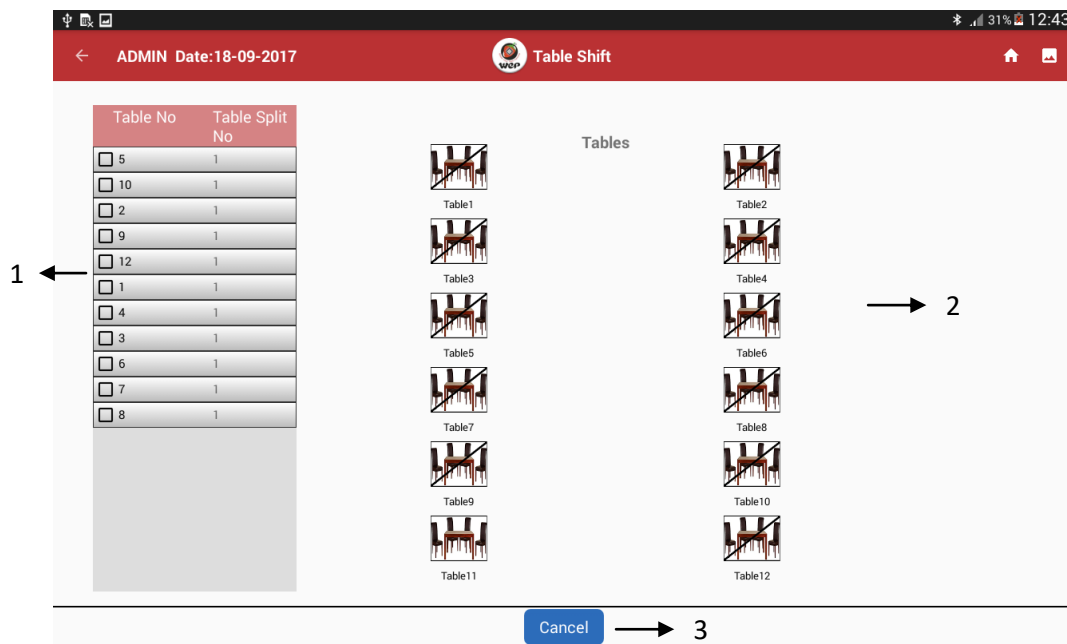 31% 12:43
ADMIN Date:18-09-2017
WeP
Table Shift
Table No Table Split No
5 1
10 1
2 1
9 1
12 1
1 1
4 1
3 1
6 1
7 1
8 1
1
Tables
Table1 Table2
Table3 Table4
Table5 Table6
Table7 Table8
Table9 Table10
Table11 Table12
2
Cancel
3